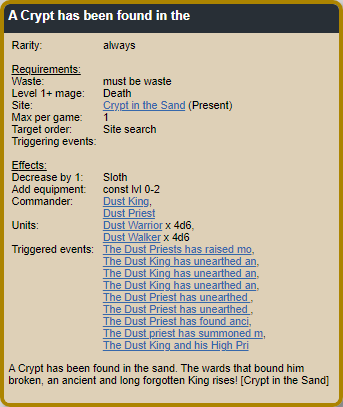 A Crypt has been found in the
Rarity: always
Requirements:
Waste: must be waste
Level 1+ mage: Death
Site: Crypt in the Sand (Present)
Max per game: 1
Target order: Site search
Triggering events:
Effects:
Decrease by 1: Sloth
Add equipment: const lvl 0-2
Commander: Dust King,
Dust Priest
Units: Dust Warrior x 4d6,
Dust Walker x 4d6
Triggered events: The Dust Priests has raised mo,
The Dust King has unearthed an,
The Dust King has unearthed an,
The Dust King has unearthed an,
The Dust Priest has unearthed ,
The Dust Priest has unearthed ,
The Dust Priest has found anci,
The Dust priest has summoned m,
The Dust King and his High Pri
A Crypt has been found in the sand. The wards that bound him
broken, an ancient and long forgotten King rises! [Crypt in the Sand]